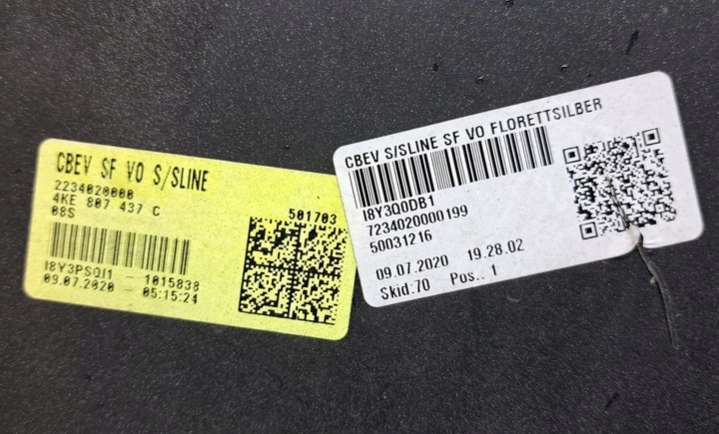 CBEV SF VO S/SLINE
2234020000
4KE 807 437 C
08S
501703
I8Y3PSQI1 - 1015838
09.07.2020 - 05:15:24
CBEV S/SLINE SF VO FLORETTSILBER
I8Y3Q0DB1
7234020000199
50031216
09.07.2020 19.28.02
Skid:70 Pos.: 1